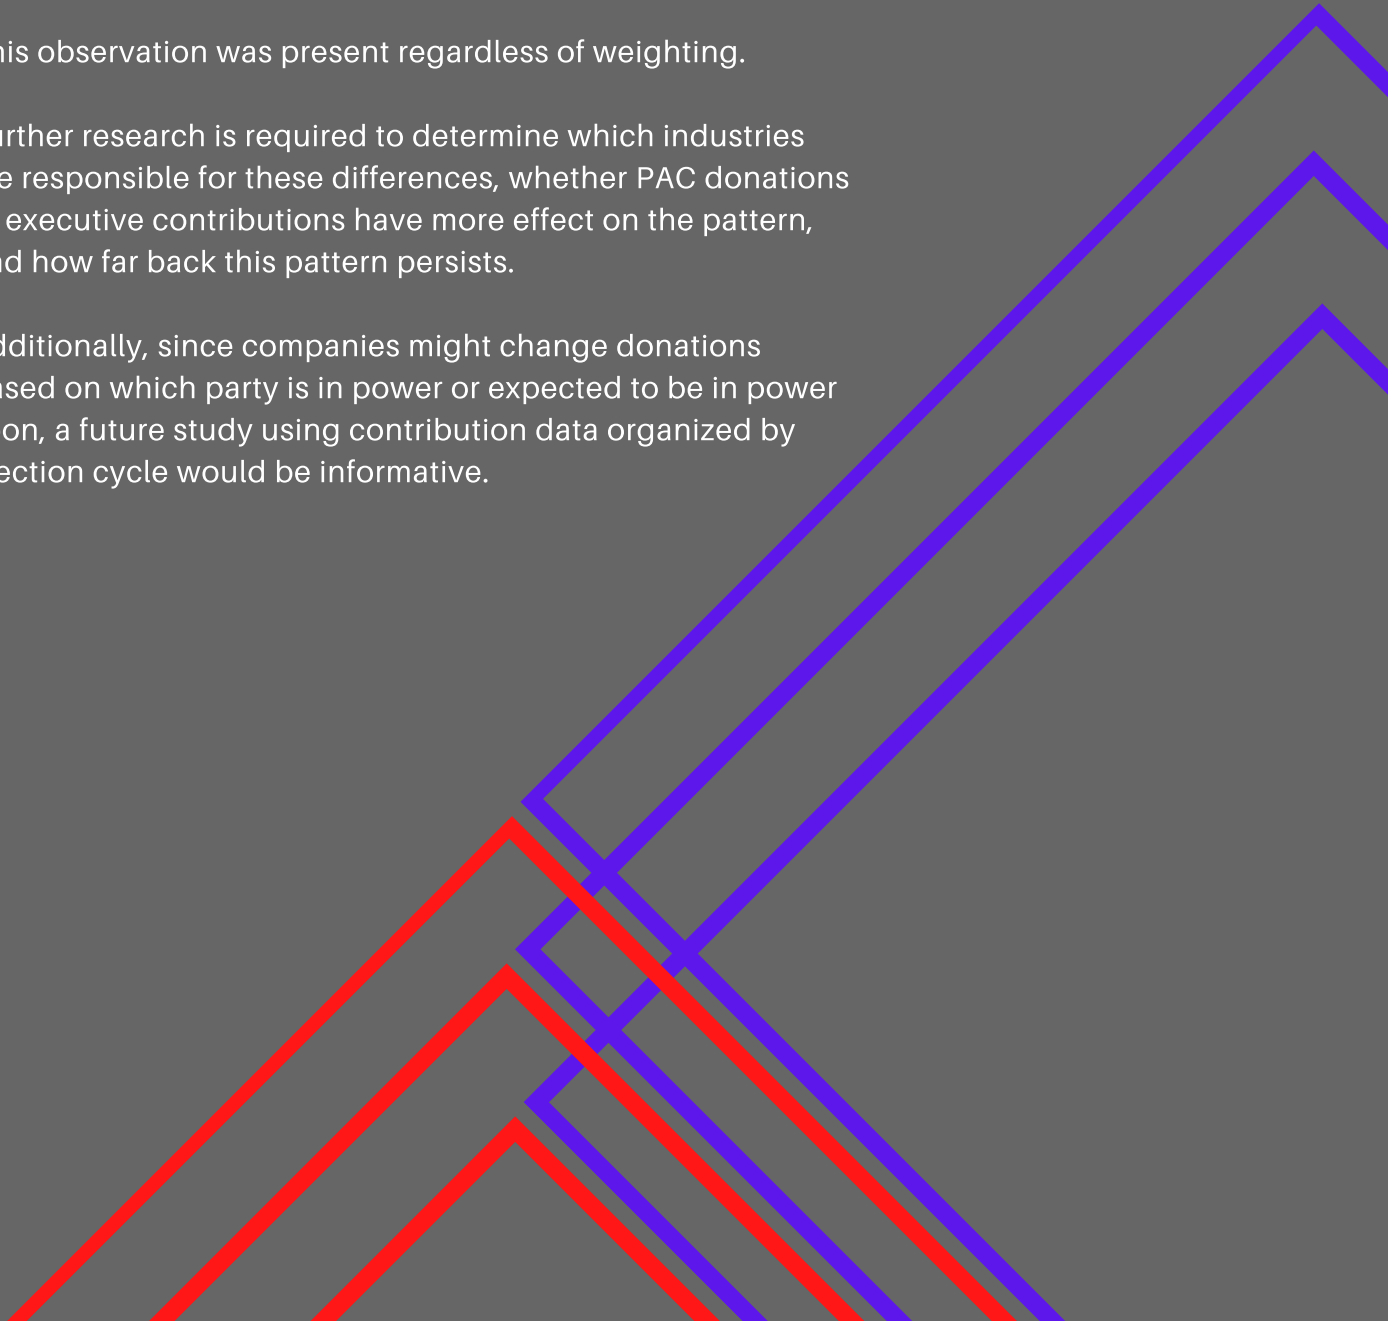 his observation was present regardless of weighting.
urther research is required to determine which industries
e responsible for these differences, whether PAC donations
executive contributions have more effect on the pattern,
nd how far back this pattern persists.
dditionally, since companies might change donations
ased on which party is in power or expected to be in power
on, a future study using contribution data organized by
ection cycle would be informative.